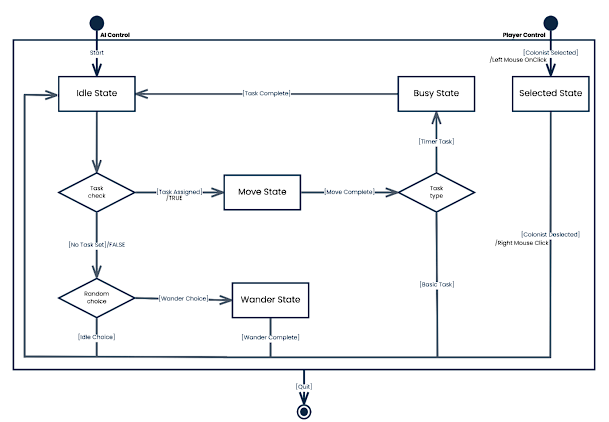 AI Control
Player Control
Start
[Colonist Selected]
/Left Mouse OnClick
Idle State
[Task Complete]
Busy State
Selected State
[Timer Task]
Task
check
[Task Assigned]
/TRUE
Move State
[Move Complete]
Task
type
[No Task Set]/FALSE
[Colonist Deslected]
/Right Mouse Click
Random
choice
[Wander Choice]
Wander State
[Basic Task]
[Idle Choice]
[Wander Complete]
[Quit]